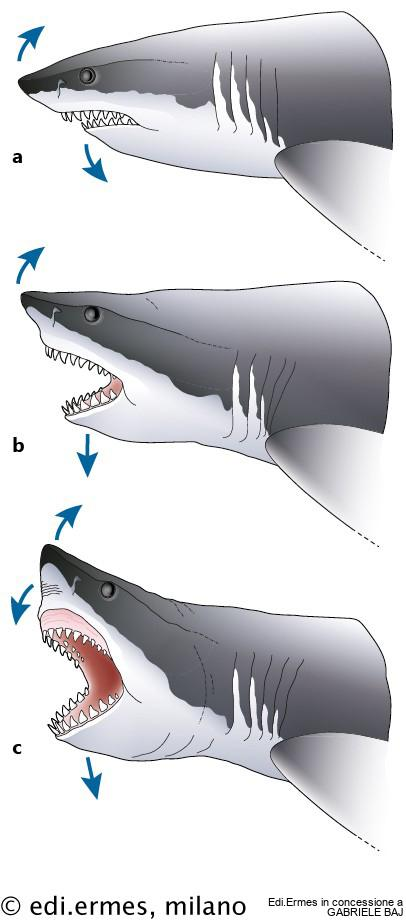 a
b
c
© edi.ermes, milano
Edi.Ermes in concessione a
GABRIELE BAJ